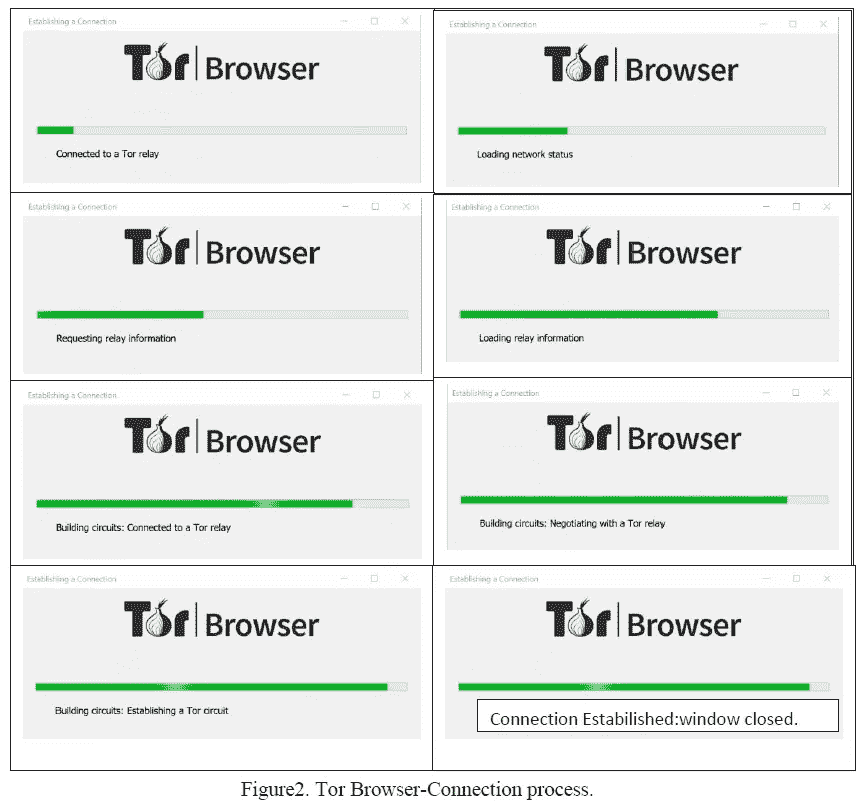 Establishing a Connection
Tor Browser
Connected to a Tor relay
Establishing a Connection
Tor Browser
Loading network status
Establishing a Connection
Tor Browser
Requesting relay information
Establishing a Connection
Tor Browser
Loading relay information
Establishing a Connection
Tor Browser
Building circuits: Connected to a Tor relay
Establishing a Connection
Tor Browser
Building circuits: Negotiating with a Tor relay
Establishing a Connection
Tor Browser
Building circuits: Establishing a Tor circuit
Establishing a Connection
Tor Browser
Connection Estabilished:window closed.
Figure2. Tor Browser-Connection process.